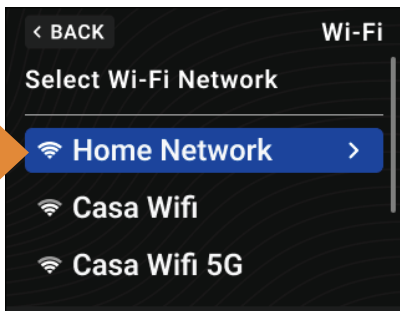 < BACK Wi-Fi
Select Wi-Fi Network
Home Network >
Casa Wifi
Casa Wifi 5G